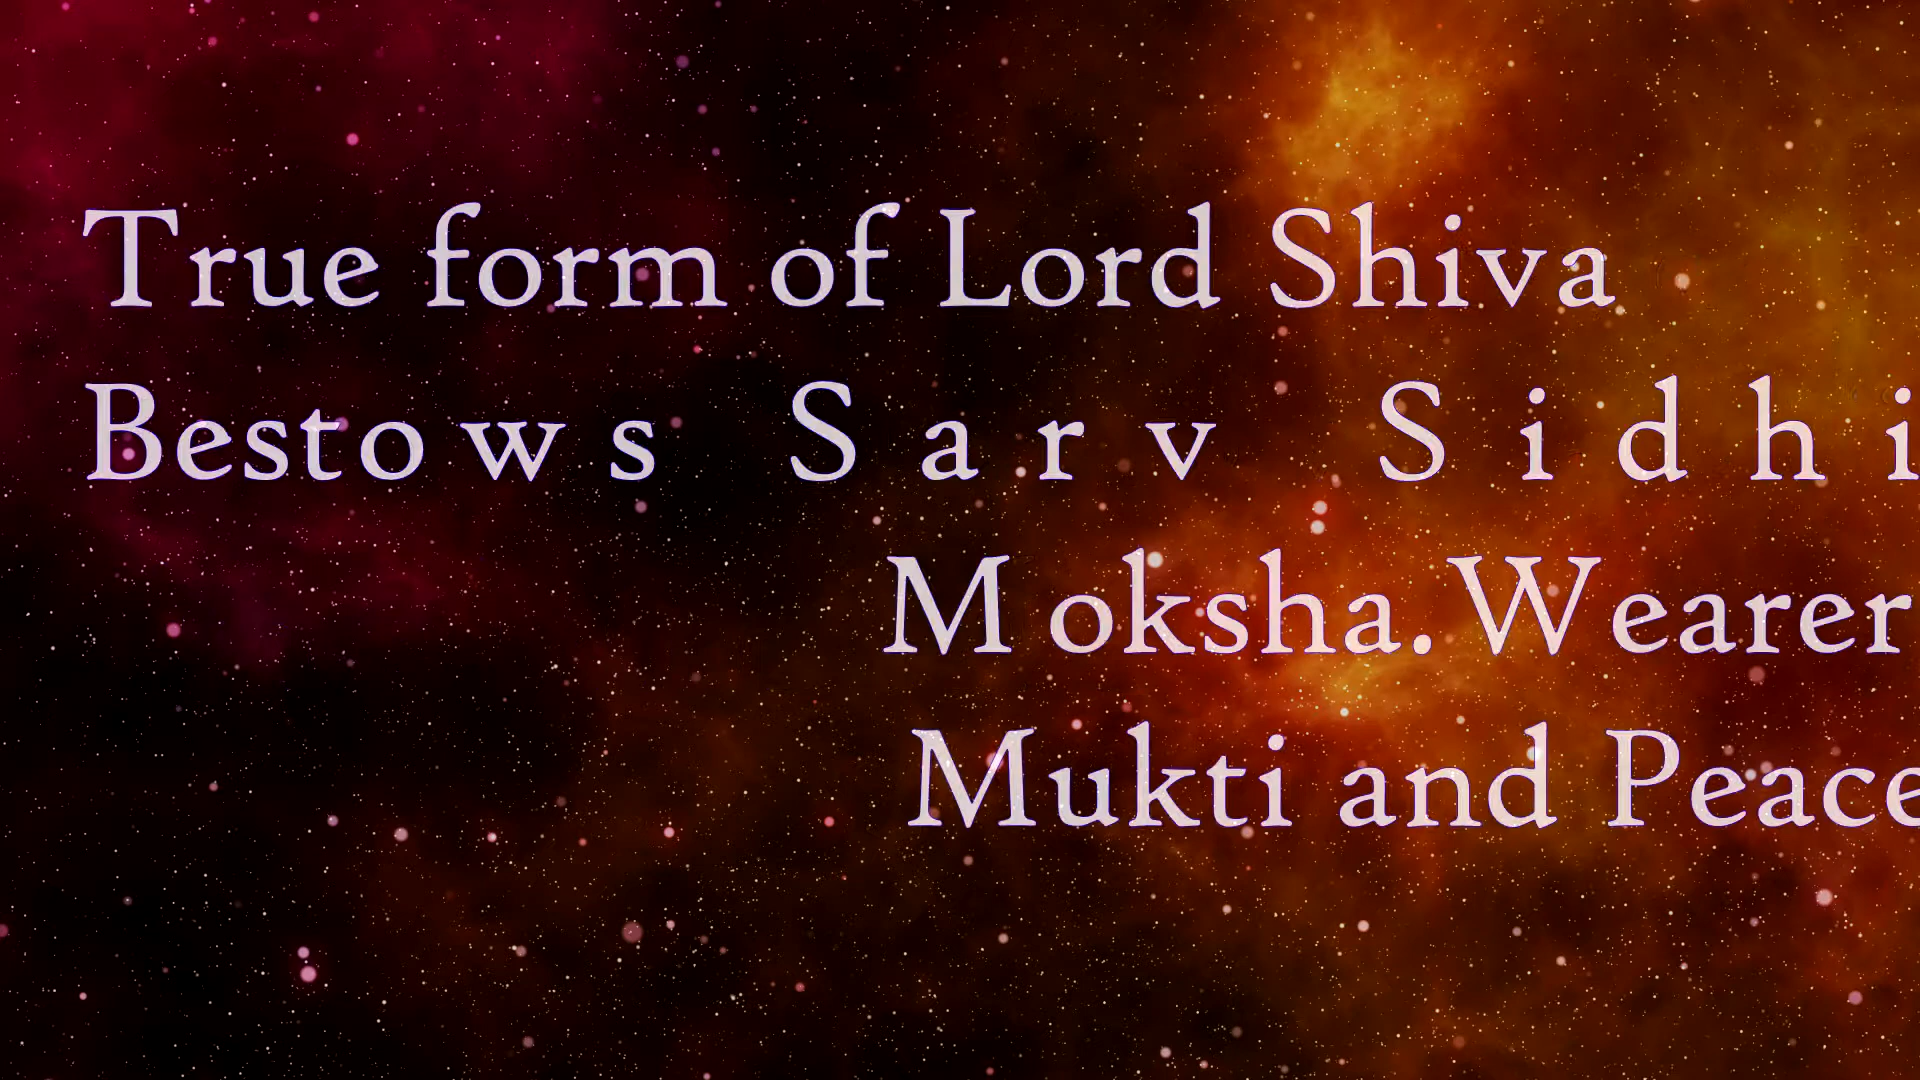 True form of Lord Shiva
Bestows Sarv Sidhi
Moksha. Wearer
Mukti and Peace